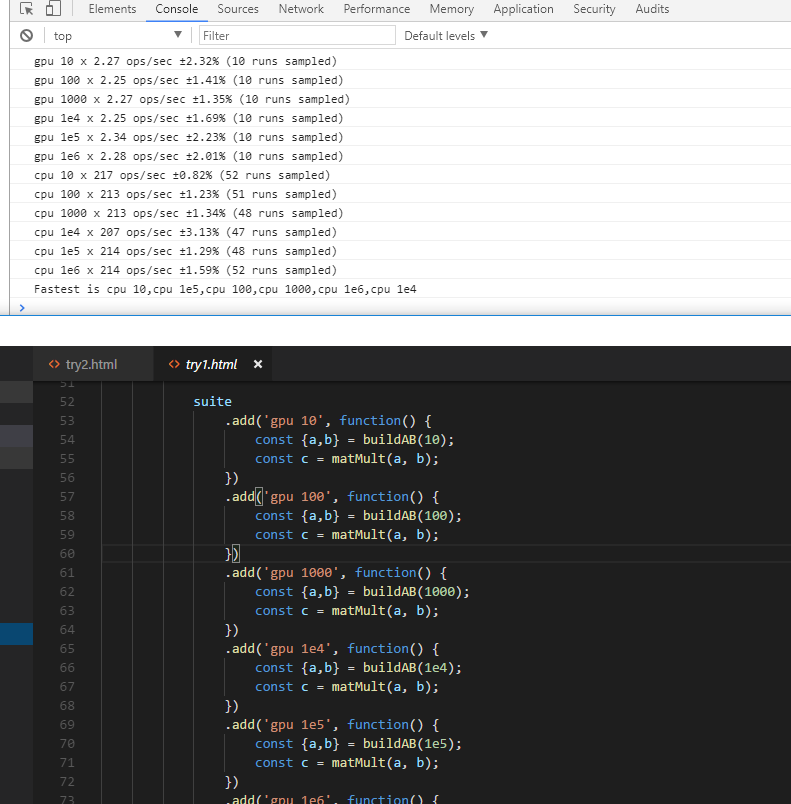 Elements Console Sources Network Performance Memory Application Security Audits
top Filter Default levels
gpu 10 x 2.27 ops/sec ±2.32% (10 runs sampled)
gpu 100 x 2.25 ops/sec ±1.41% (10 runs sampled)
gpu 1000 x 2.27 ops/sec ±1.35% (10 runs sampled)
gpu 1e4 x 2.25 ops/sec ±1.69% (10 runs sampled)
gpu 1e5 x 2.34 ops/sec ±2.23% (10 runs sampled)
gpu 1e6 x 2.28 ops/sec ±2.01% (10 runs sampled)
cpu 10 x 217 ops/sec ±0.82% (52 runs sampled)
cpu 100 x 213 ops/sec ±1.23% (51 runs sampled)
cpu 1000 x 213 ops/sec ±1.34% (48 runs sampled)
cpu 1e4 x 207 ops/sec ±3.13% (47 runs sampled)
cpu 1e5 x 214 ops/sec ±1.29% (48 runs sampled)
cpu 1e6 x 214 ops/sec ±1.59% (52 runs sampled)
Fastest is cpu 10,cpu 1e5,cpu 100,cpu 1000,cpu 1e6,cpu 1e4
>
<> try2.html <> try1.html ×
51
52 suite
53 .add('gpu 10', function() {
54 const {a,b} = buildAB(10);
55 const c = matMult(a, b);
56 })
57 .add('gpu 100', function() {
58 const {a,b} = buildAB(100);
59 const c = matMult(a, b);
60 })
61 .add('gpu 1000', function() {
62 const {a,b} = buildAB(1000);
63 const c = matMult(a, b);
64 })
65 .add('gpu 1e4', function() {
66 const {a,b} = buildAB(1e4);
67 const c = matMult(a, b);
68 })
69 .add('gpu 1e5', function() {
70 const {a,b} = buildAB(1e5);
71 const c = matMult(a, b);
72 })
73 .add('gpu 1e6', function() {